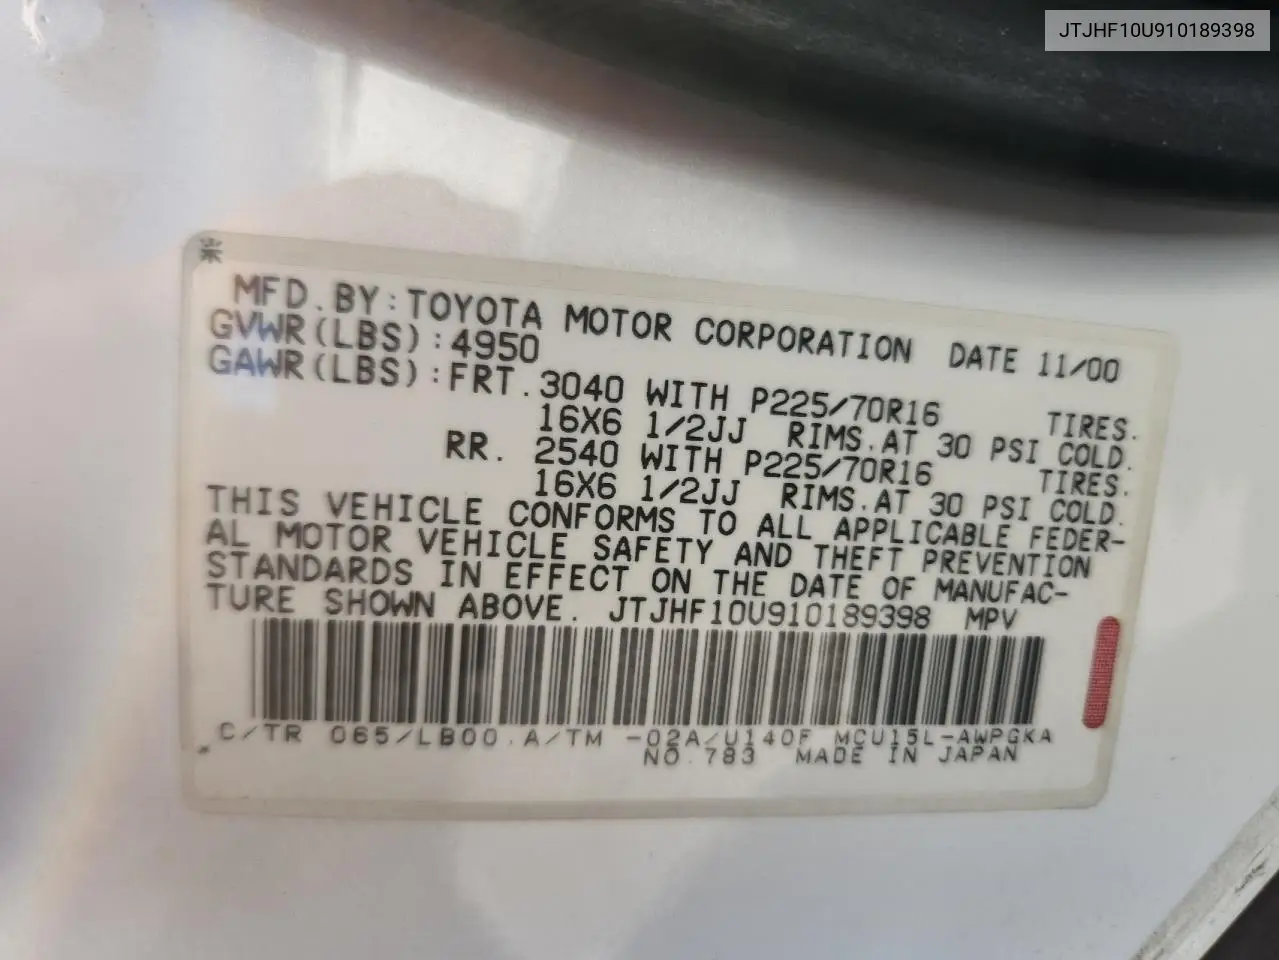 JTJHF10U910189398
MFD.BY:TOYOTA MOTOR CORPORATION DATE 11/00
GVWR(LBS):4950
GAWR(LBS):FRT.3040 WITH P225/70R16 TIRES.
16X6 1/2JJ RIMS.AT 30 PSI COLD.
RR. 2540 WITH P225/70R16 TIRES.
16X6 1/2JJ RIMS.AT 30 PSI COLD.
THIS VEHICLE CONFORMS TO ALL APPLICABLE FEDER-
AL MOTOR VEHICLE SAFETY AND THEFT PREVENTION
STANDARDS IN EFFECT ON THE DATE OF MANUFAC-
TURE SHOWN ABOVE. JTJHF10U910189398 MPV
C/TR 065/LB00.A/TM -02A/U140F MCU15L-AWPGKA
NO.783 MADE IN JAPAN